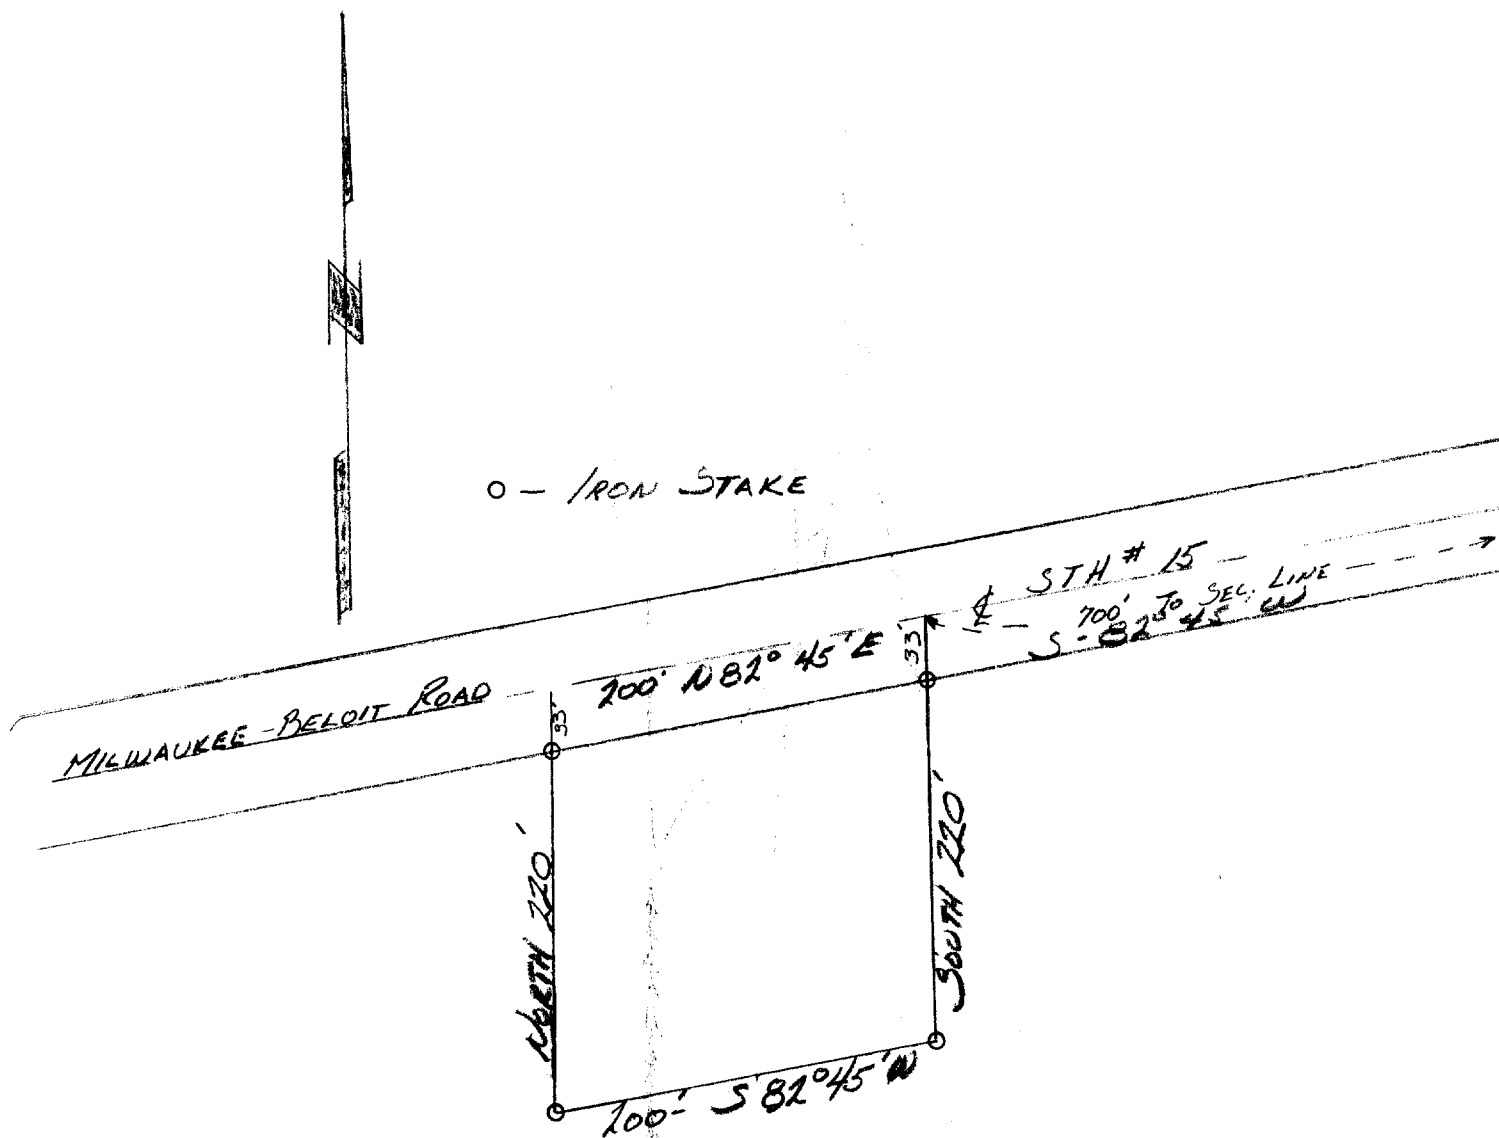 O – IRON STAKE
℄ STH # 15
700' TO SEC. LINE
S - 82° 45' W
33'
200' N 82° 45' E
MILWAUKEE - BELOIT ROAD
33'
NORTH 220'
SOUTH 220'
200' S 82° 45' W